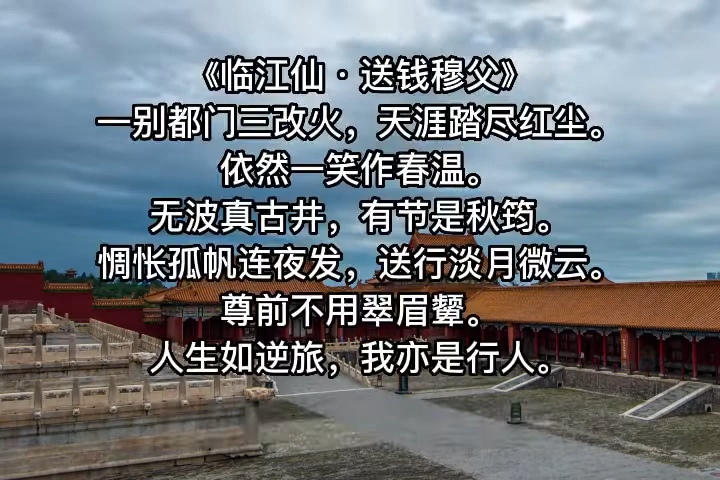 《临江仙·送钱穆父》
一别都门三改火，天涯踏尽红尘。
依然一笑作春温。
无波真古井，有节是秋筠。
惆怅孤帆连夜发，送行淡月微云。
尊前不用翠眉颦。
人生如逆旅，我亦是行人。